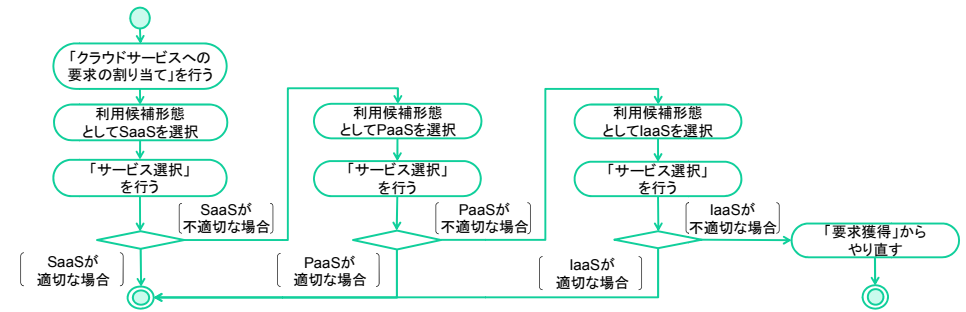 「クラウドサービスへの
要求の割り当て」を行う
利用候補形態
としてSaaSを選択
「サービス選択」
を行う
SaaSが
不適切な場合
SaaSが
適切な場合
利用候補形態
としてPaaSを選択
「サービス選択」
を行う
PaaSが
不適切な場合
PaaSが
適切な場合
利用候補形態
としてIaaSを選択
「サービス選択」
を行う
IaaSが
不適切な場合
IaaSが
適切な場合
「要求獲得」から
やり直す